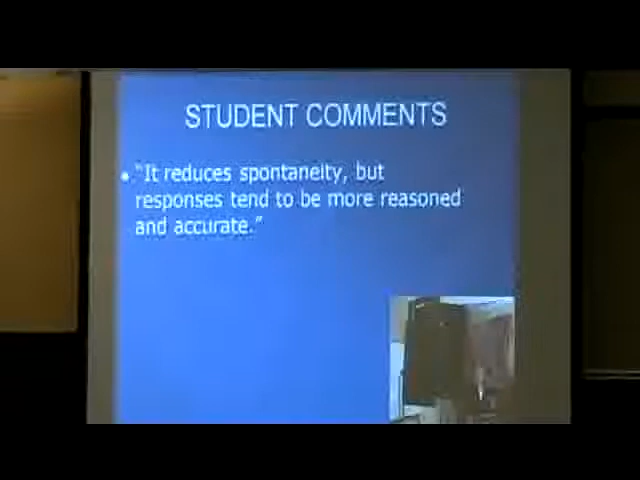 STUDENT COMMENTS
• “It reduces spontaneity, but
responses tend to be more reasoned
and accurate.”